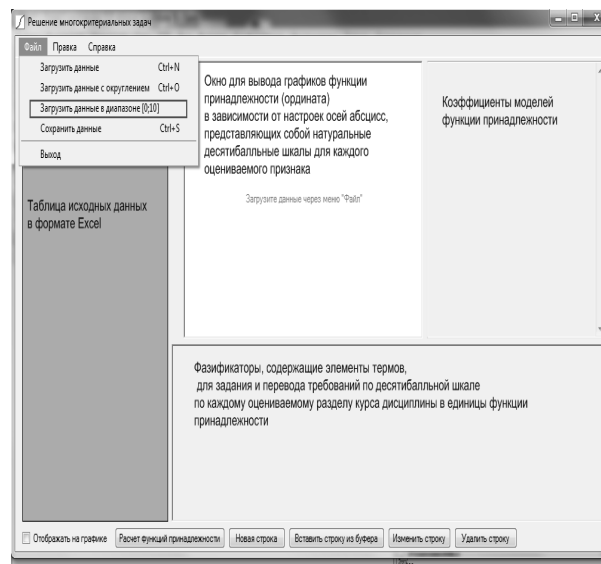 Решение многокритериальных задач
Файл Правка Справка
Загрузить данные Ctrl+N
Загрузить данные с округлением Ctrl+O
Загрузить данные в диапазоне [0;10]
Сохранить данные Ctrl+S
Выход
Окно для вывода графиков функции
принадлежности (ордината)
в зависимости от настроек осей абсцисс,
представляющих собой натуральные
десятибалльные шкалы для каждого
оцениваемого признака
Загрузите данные через меню "Файл"
Коэффициенты моделей
функции принадлежности
Таблица исходных данных
в формате Excel
Фазификаторы, содержащие элементы термов,
для задания и перевода требований по десятибалльной шкале
по каждому оцениваемому разделу курса дисциплины в единицы функции
принадлежности
Отображать на графике Расчет функций принадлежности Новая строка Вставить строку из буфера Изменить строку Удалить строку